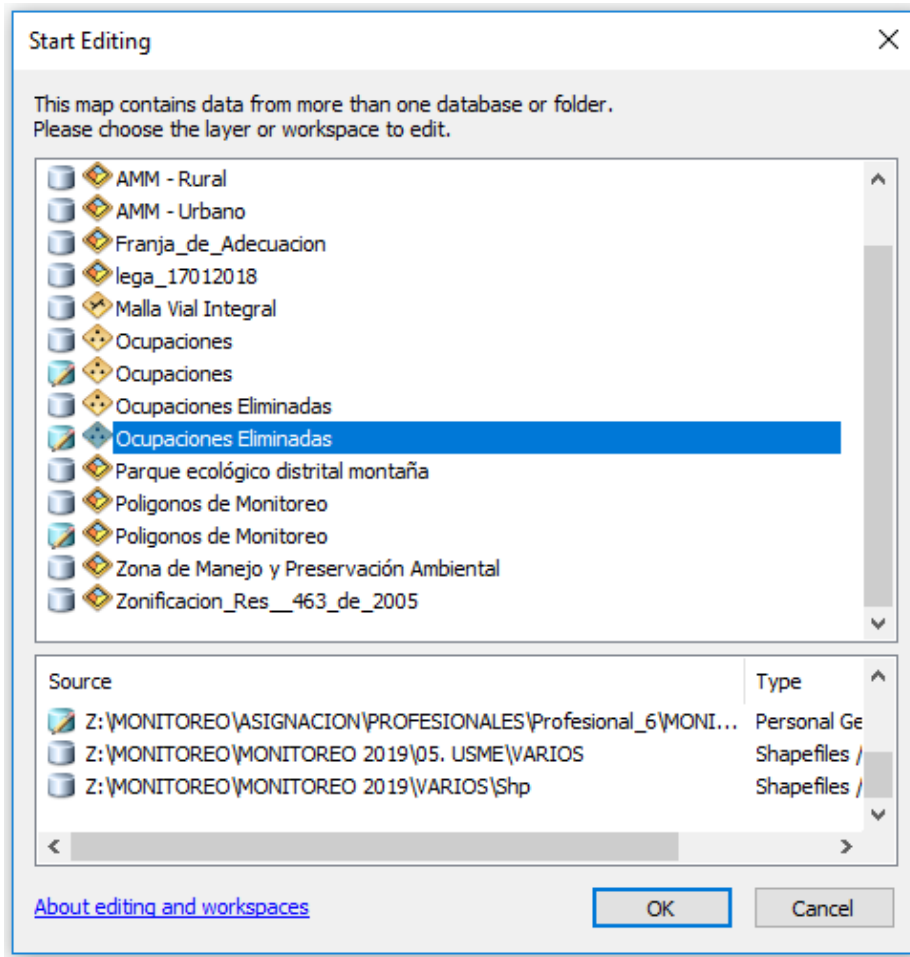 Start Editing
This map contains data from more than one database or folder.
Please choose the layer or workspace to edit.
AMM - Rural
AMM - Urbano
Franja_de_Adecuacion
lega_17012018
Malla Vial Integral
Ocupaciones
Ocupaciones
Ocupaciones Eliminadas
Ocupaciones Eliminadas
Parque ecológico distrital montaña
Poligonos de Monitoreo
Poligonos de Monitoreo
Zona de Manejo y Preservación Ambiental
Zonificacion_Res__463_de_2005
Source Type
Z:\MONITOREO\ASIGNACION\PROFESIONALES\Profesional_6\MONI... Personal Ge
Z:\MONITOREO\MONITOREO 2019\05. USME\VARIOS Shapefiles /
Z:\MONITOREO\MONITOREO 2019\VARIOS\Shp Shapefiles /
About editing and workspaces OK Cancel